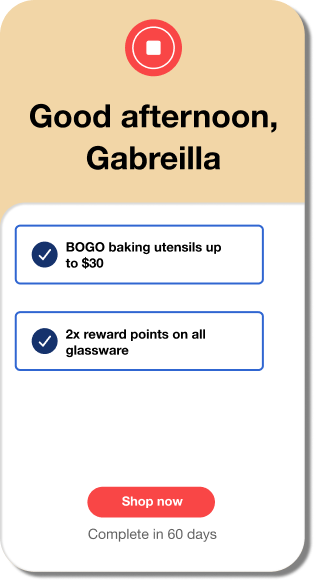 Good afternoon,
Gabreilla
BOGO baking utensils up
to $30
2x reward points on all
glassware
Shop now
Complete in 60 days